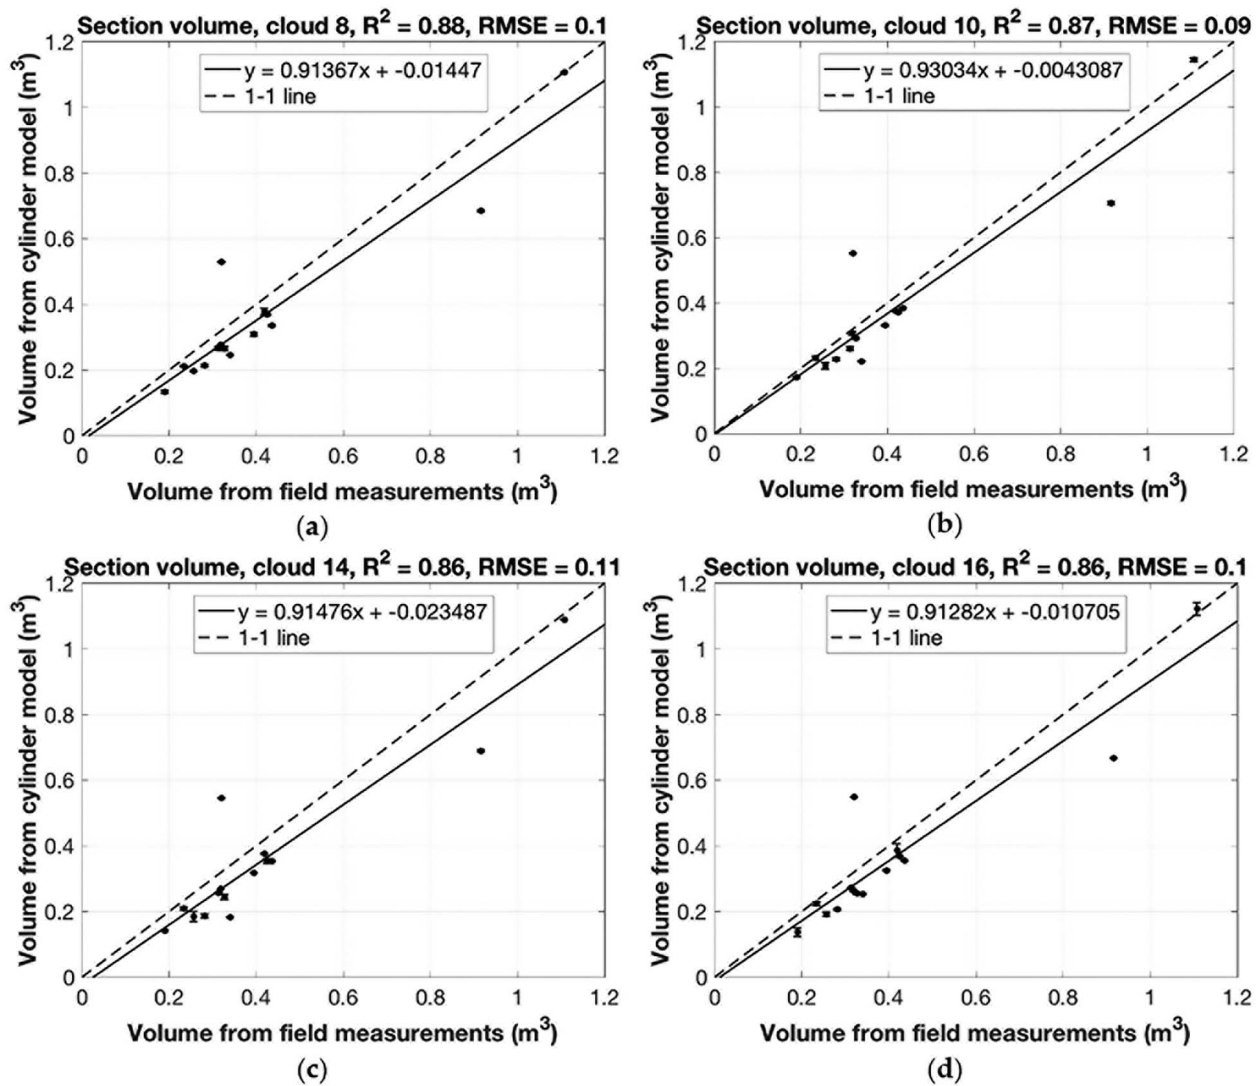 Section volume, cloud 8, R² = 0.88, RMSE = 0.1
y = 0.91367x + -0.01447
1-1 line
Volume from cylinder model (m³)
1.2
1
0.8
0.6
0.4
0.2
0
0 0.2 0.4 0.6 0.8 1 1.2
Volume from field measurements (m³)
(a)
Section volume, cloud 10, R² = 0.87, RMSE = 0.09
y = 0.93034x + -0.0043087
1-1 line
Volume from cylinder model (m³)
1.2
1
0.8
0.6
0.4
0.2
0
0 0.2 0.4 0.6 0.8 1 1.2
Volume from field measurements (m³)
(b)
Section volume, cloud 14, R² = 0.86, RMSE = 0.11
y = 0.91476x + -0.023487
1-1 line
Volume from cylinder model (m³)
1.2
1
0.8
0.6
0.4
0.2
0
0 0.2 0.4 0.6 0.8 1 1.2
Volume from field measurements (m³)
(c)
Section volume, cloud 16, R² = 0.86, RMSE = 0.1
y = 0.91282x + -0.010705
1-1 line
Volume from cylinder model (m³)
1.2
1
0.8
0.6
0.4
0.2
0
0 0.2 0.4 0.6 0.8 1 1.2
Volume from field measurements (m³)
(d)